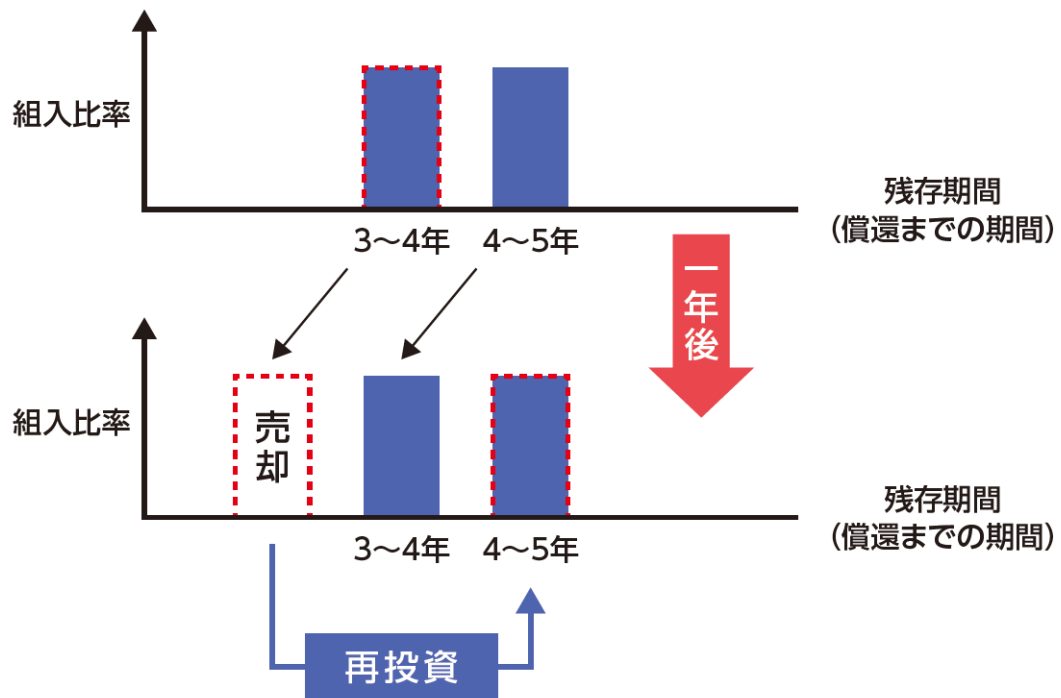 組入比率
残存期間
（償還までの期間）
3〜4年
4〜5年
一年後
組入比率
売却
残存期間
（償還までの期間）
3〜4年
4〜5年
再投資